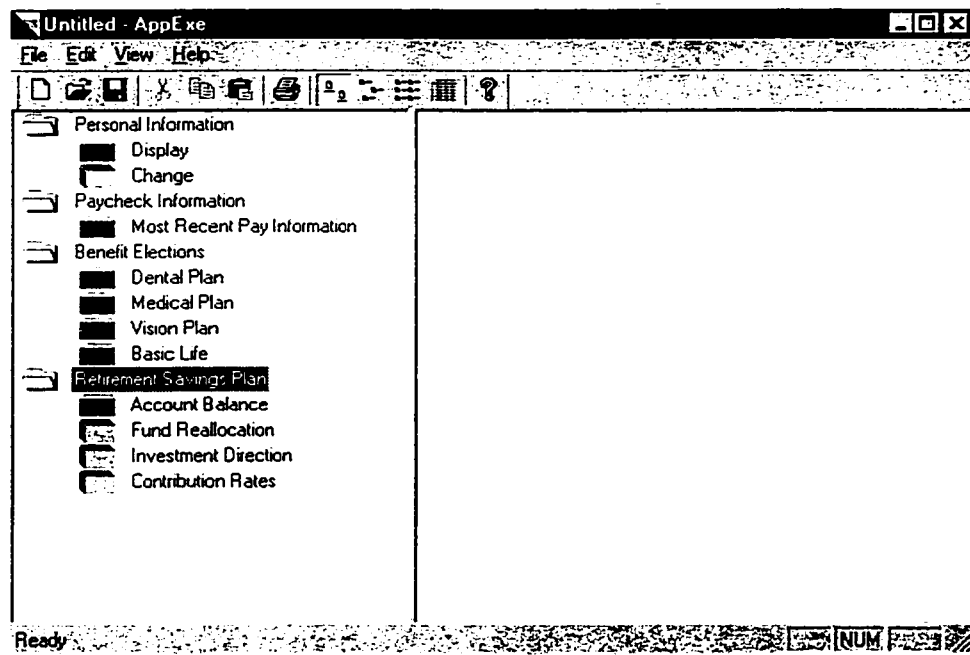 Untitled - AppExe
File Edit View Help
Personal Information
Display
Change
Paycheck Information
Most Recent Pay Information
Benefit Elections
Dental Plan
Medical Plan
Vision Plan
Basic Life
Retirement Savings Plan
Account Balance
Fund Reallocation
Investment Direction
Contribution Rates
Ready NUM